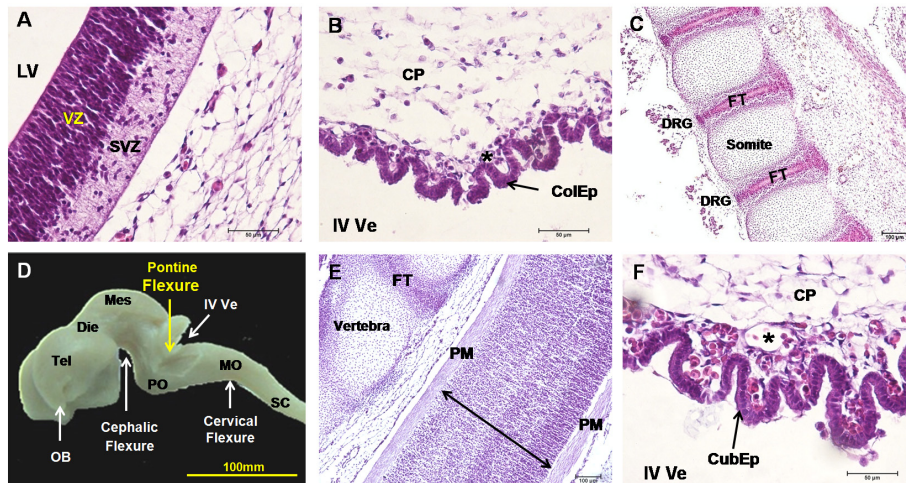 A
LV
VZ
SVZ
50 µm
B
CP
*
ColEp
IV Ve
50 µm
C
FT
DRG
Somite
FT
DRG
100 µm
D
Pontine
Flexure
IV Ve
Mes
Die
Tel
PO
MO
SC
OB
Cephalic
Flexure
Cervical
Flexure
100mm
E
FT
Vertebra
PM
PM
100 µm
F
CP
*
CubEp
IV Ve
50 µm